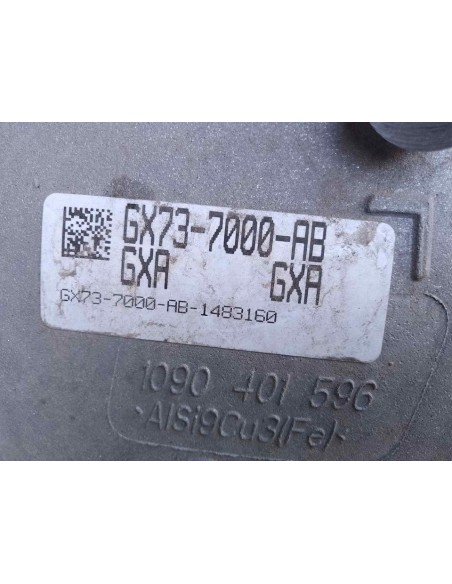 GX73-7000-AB
GXA GXA
GX73-7000-AB-1483160
1090 401 596
>AlSi9Cu3(Fe)<